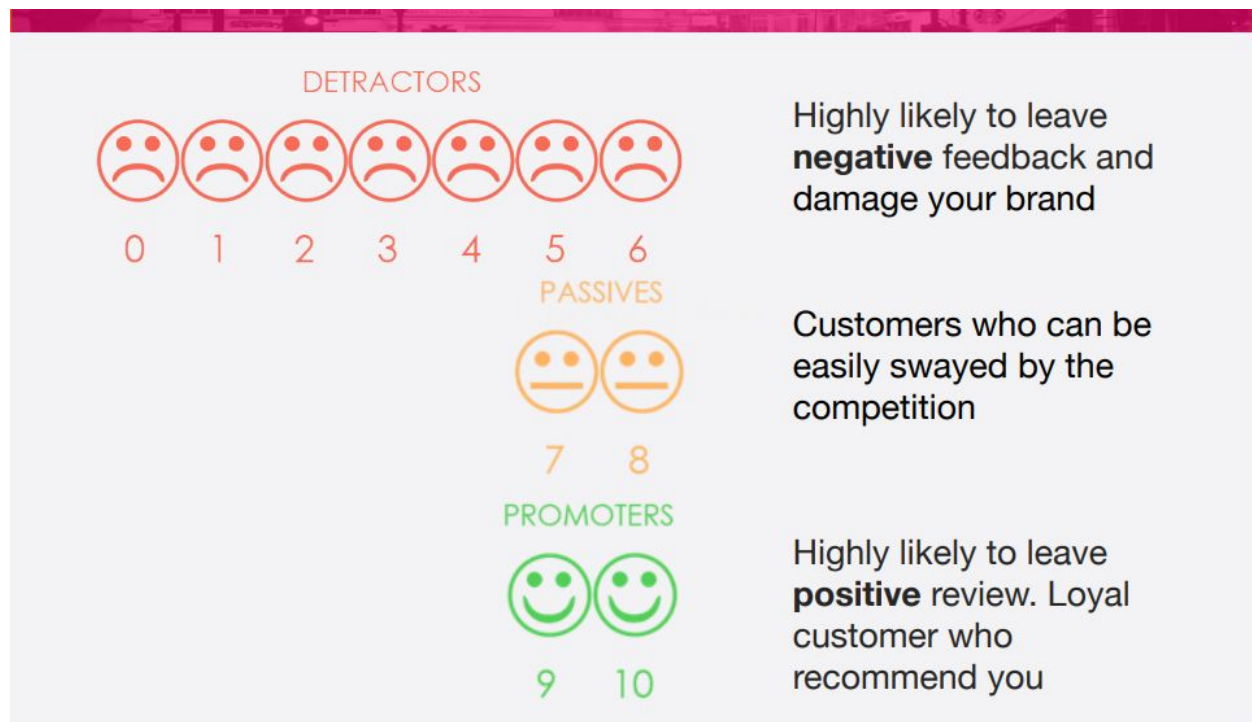 DETRACTORS
0 1 2 3 4 5 6
Highly likely to leave
negative feedback and
damage your brand
PASSIVES
7 8
Customers who can be
easily swayed by the
competition
PROMOTERS
9 10
Highly likely to leave
positive review. Loyal
customer who
recommend you